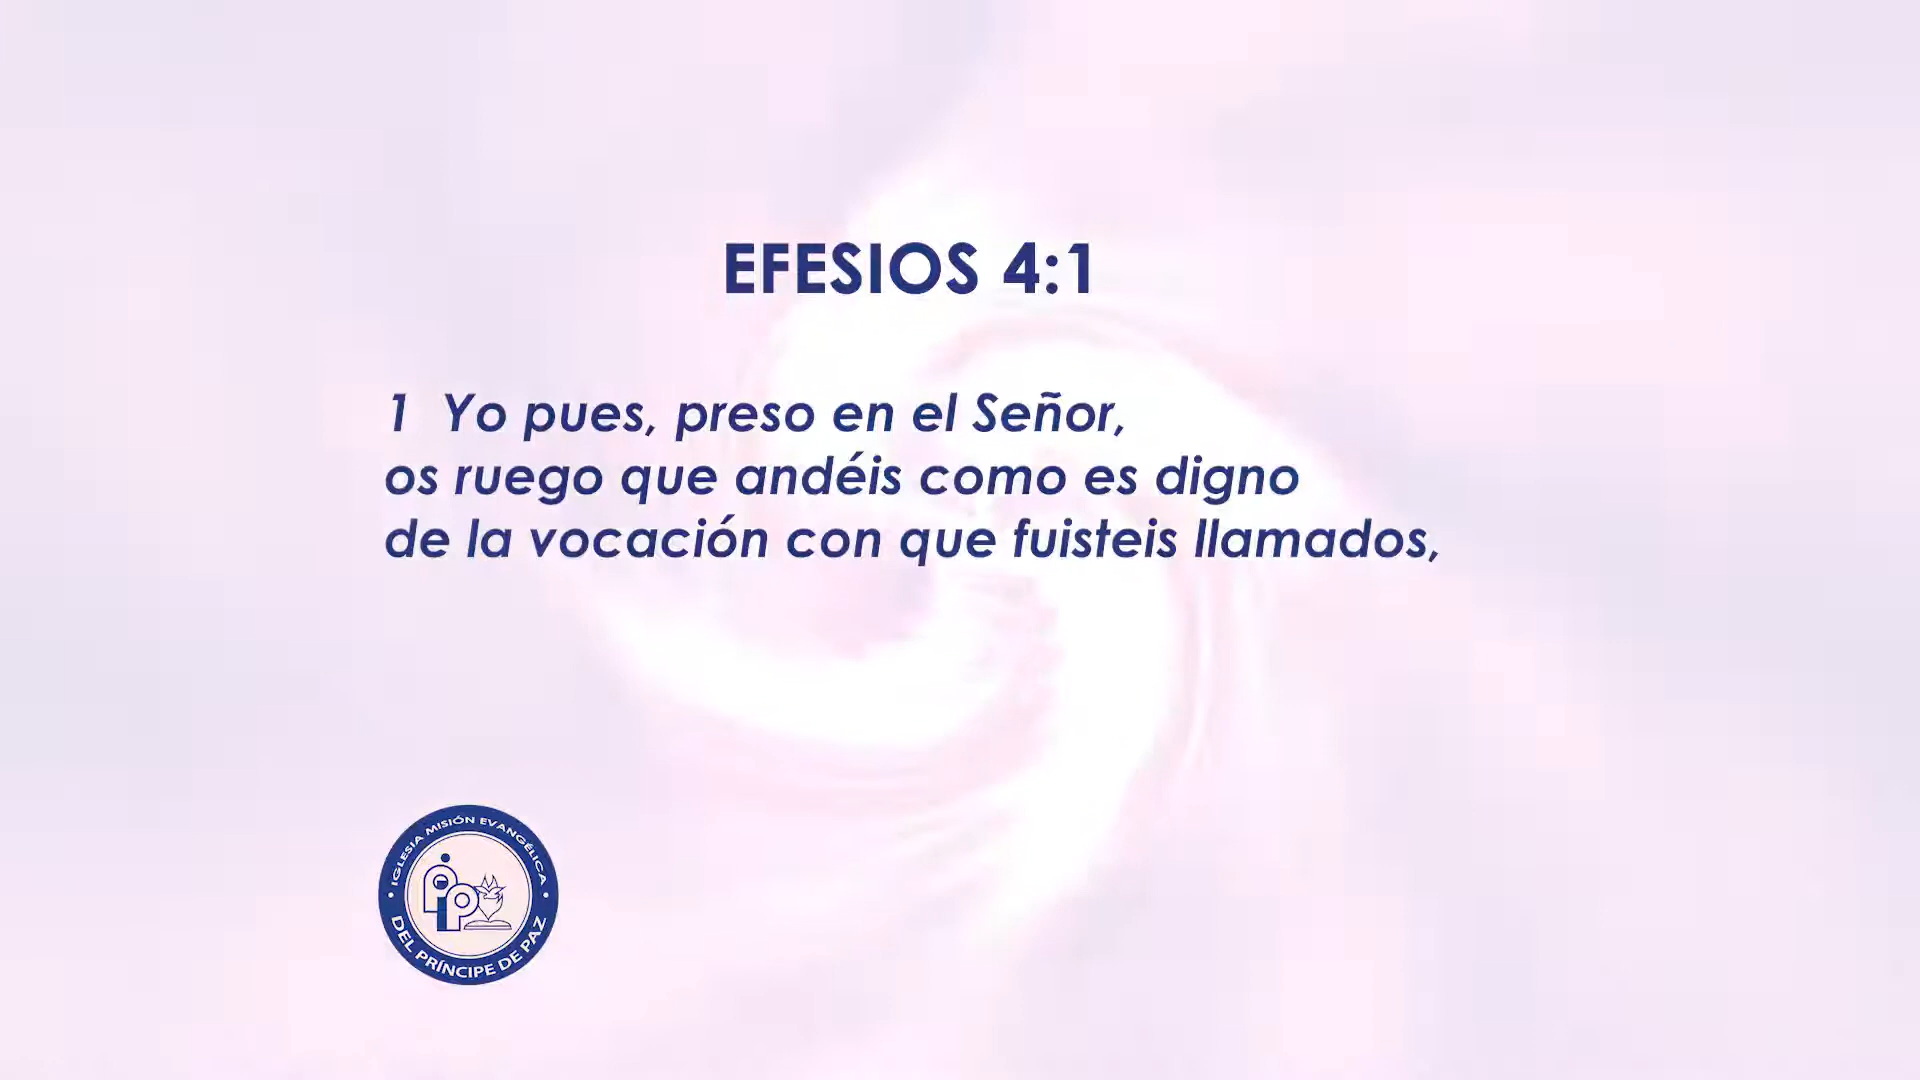 EFESIOS 4:1
1 Yo pues, preso en el Señor,
os ruego que andéis como es digno
de la vocación con que fuisteis llamados,
IGLESIA MISIÓN EVANGÉLICA
DEL PRÍNCIPE DE PAZ